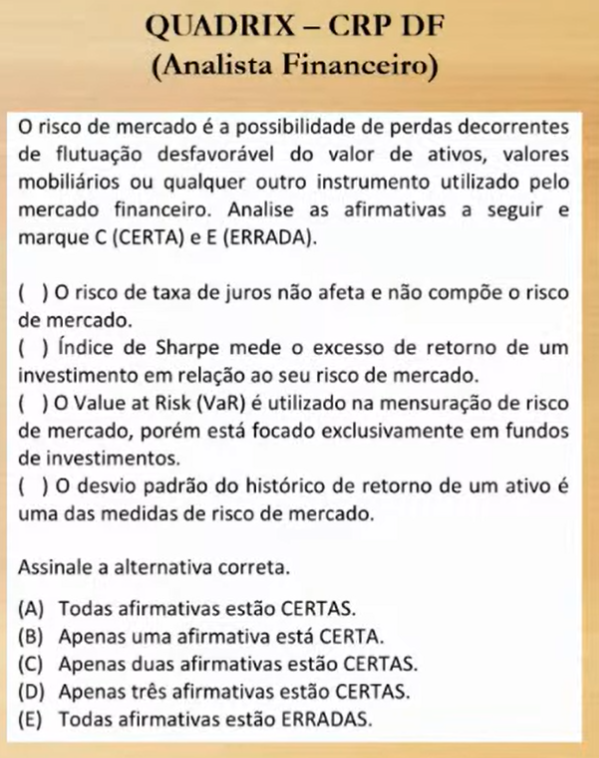 QUADRIX – CRP DF
(Analista Financeiro)
O risco de mercado é a possibilidade de perdas decorrentes
de flutuação desfavorável do valor de ativos, valores
mobiliários ou qualquer outro instrumento utilizado pelo
mercado financeiro. Analise as afirmativas a seguir e
marque C (CERTA) e E (ERRADA).
( ) O risco de taxa de juros não afeta e não compõe o risco
de mercado.
( ) Índice de Sharpe mede o excesso de retorno de um
investimento em relação ao seu risco de mercado.
( ) O Value at Risk (VaR) é utilizado na mensuração de risco
de mercado, porém está focado exclusivamente em fundos
de investimentos.
( ) O desvio padrão do histórico de retorno de um ativo é
uma das medidas de risco de mercado.
Assinale a alternativa correta.
(A) Todas afirmativas estão CERTAS.
(B) Apenas uma afirmativa está CERTA.
(C) Apenas duas afirmativas estão CERTAS.
(D) Apenas três afirmativas estão CERTAS.
(E) Todas afirmativas estão ERRADAS.